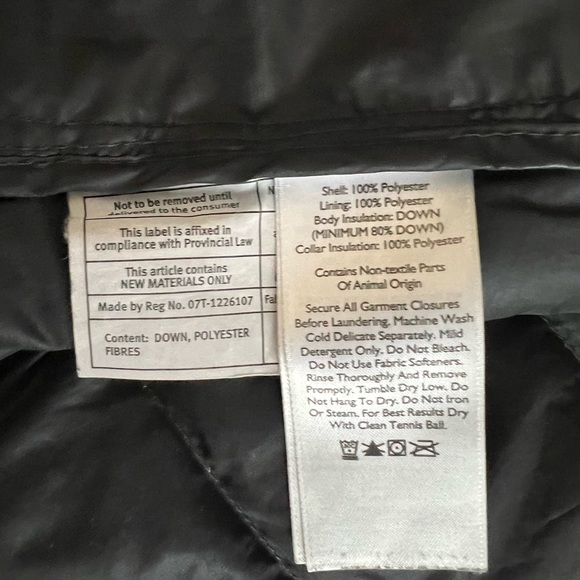 Not to be removed until
delivered to the consumer
This label is affixed in
compliance with Provincial Law
This article contains
NEW MATERIALS ONLY
Made by Reg No. 07T-1226107
Content: DOWN, POLYESTER
FIBRES
N
Fa
Shell: 100% Polyester
Lining: 100% Polyester
Body Insulation: DOWN
(MINIMUM 80% DOWN)
Collar Insulation: 100% Polyester
Contains Non-textile Parts
Of Animal Origin
Secure All Garment Closures
Before Laundering. Machine Wash
Cold Delicate Separately. Mild
Detergent Only. Do Not Bleach.
Do Not Use Fabric Softeners.
Rinse Thoroughly And Remove
Promptly. Tumble Dry Low. Do
Not Hang To Dry. Do Not Iron
Or Steam. For Best Results Dry
With Clean Tennis Ball.